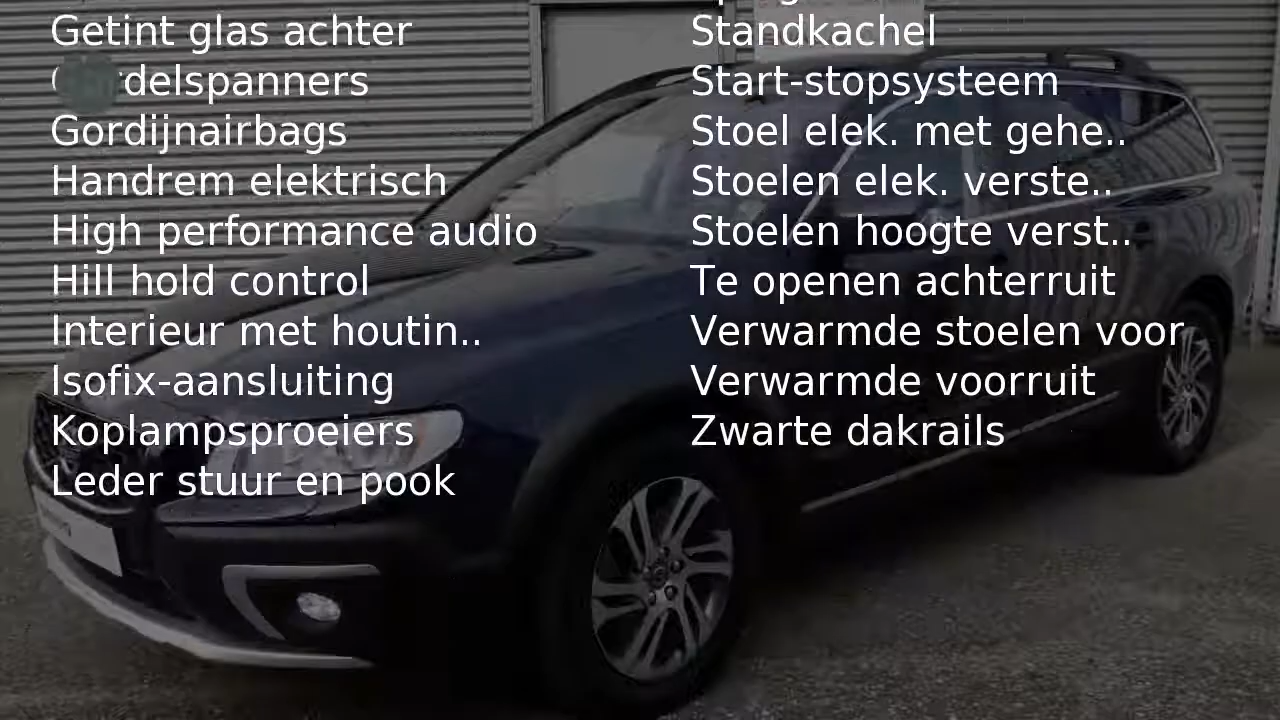 Getint glas achter
Gordijnairbags
Handrem elektrisch
High performance audio
Hill hold control
Interieur met houtin..
Isofix-aansluiting
Koplampsproeiers
Leder stuur en pook
Standkachel
Start-stopsysteem
Stoel elek. met gehe..
Stoelen elek. verste..
Stoelen hoogte verst..
Te openen achterruit
Verwarmde stoelen voor
Verwarmde voorruit
Zwarte dakrails